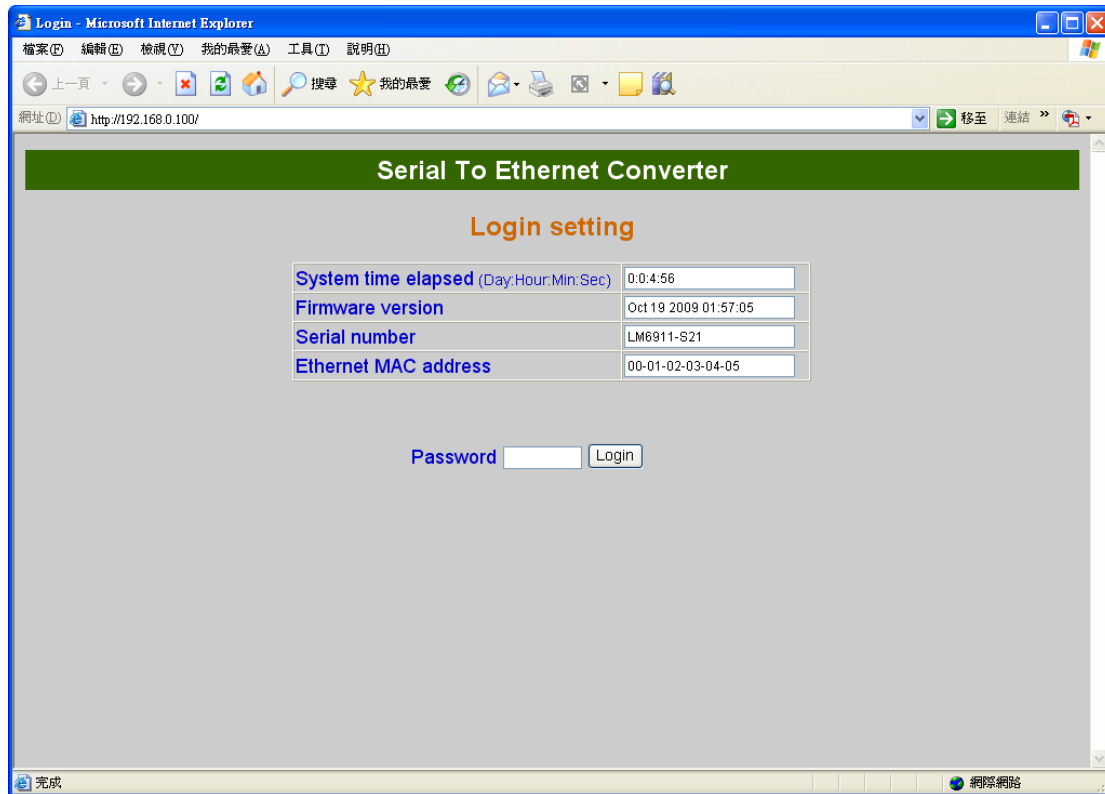 Login - Microsoft Internet Explorer
檔案(F) 編輯(E) 檢視(V) 我的最愛(A) 工具(T) 說明(H)
上一頁 搜尋 我的最愛
網址(D) http://192.168.0.100/ 移至 連結 »
Serial To Ethernet Converter
Login setting
System time elapsed (Day:Hour:Min:Sec) 0:0:4:56
Firmware version Oct 19 2009 01:57:05
Serial number LM6911-S21
Ethernet MAC address 00-01-02-03-04-05
Password Login
完成 網際網路